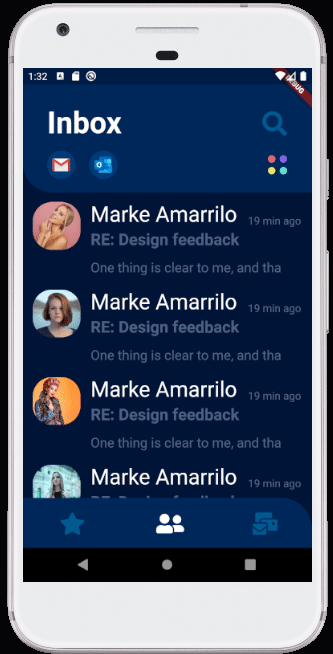 1:32
A
DEBUG
Inbox
Marke Amarrilo 19 min ago
RE: Design feedback
One thing is clear to me, and tha
Marke Amarrilo 19 min ago
RE: Design feedback
One thing is clear to me, and tha
Marke Amarrilo 19 min ago
RE: Design feedback
One thing is clear to me, and tha
Marke Amarrilo 19 min ago
RE: Design feedback